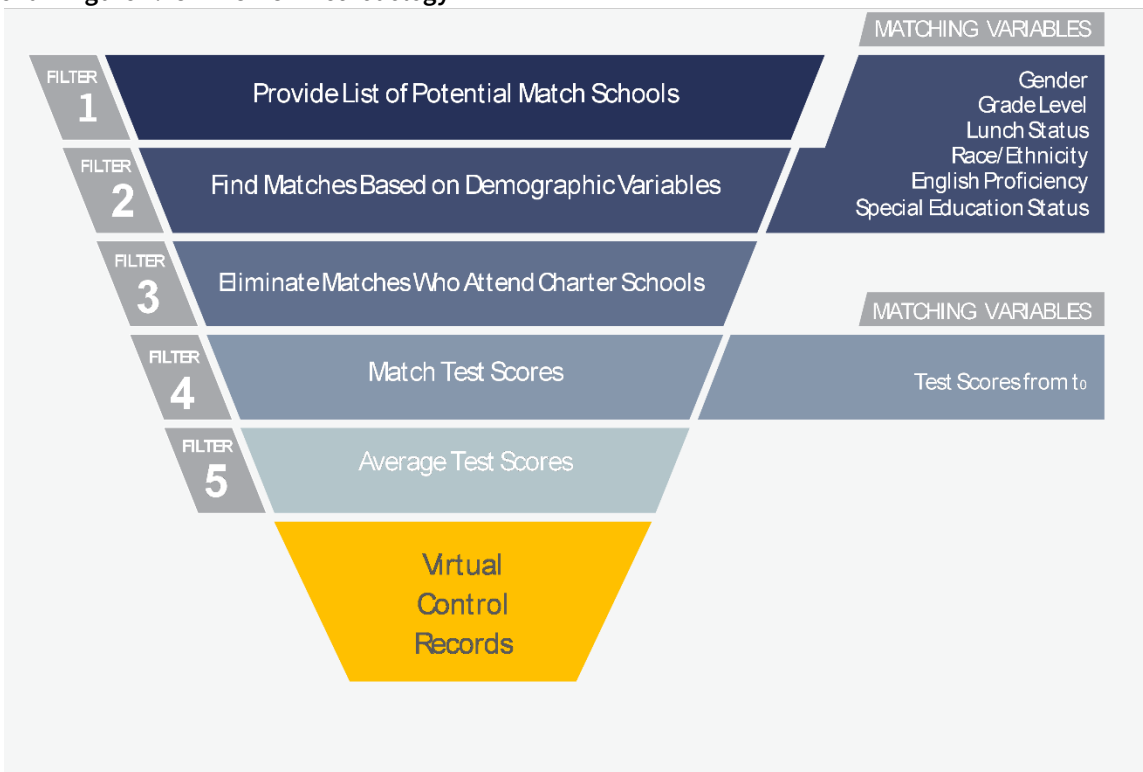 MATCHING VARIABLES
FILTER
1
Provide List of Potential Match Schools
Gender
Grade Level
Lunch Status
Race/Ethnicity
English Proficiency
Special Education Status
FILTER
2
Find Matches Based on Demographic Variables
FILTER
3
Eliminate Matches Who Attend Charter Schools
MATCHING VARIABLES
FILTER
4
Match Test Scores
Test Scores from t0
FILTER
5
Average Test Scores
Virtual
Control
Records